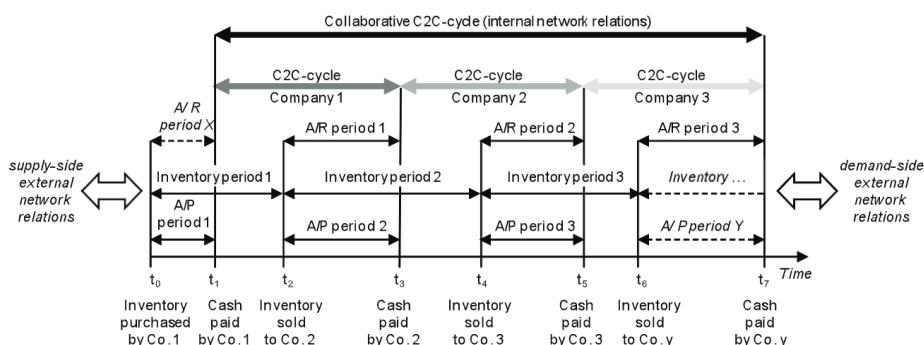 Collaborative C2C-cycle (internal network relations)
C2C-cycle
Company 1
C2C-cycle
Company 2
C2C-cycle
Company 3
A/R
period X
A/R period 1
A/R period 2
A/R period 3
supply-side
external
network
relations
Inventory period 1
Inventory period 2
Inventory period 3
Inventory ...
demand-side
external
network
relations
A/P
period 1
A/P period 2
A/P period 3
A/P period Y
t₀
t₁
t₂
t₃
t₄
t₅
t₆
t₇
Time
Inventory
purchased
by Co. 1
Cash
paid
by Co. 1
Inventory
sold
to Co. 2
Cash
paid
by Co. 2
Inventory
sold
to Co. 3
Cash
paid
by Co. 3
Inventory
sold
to Co. y
Cash
paid
by Co. y